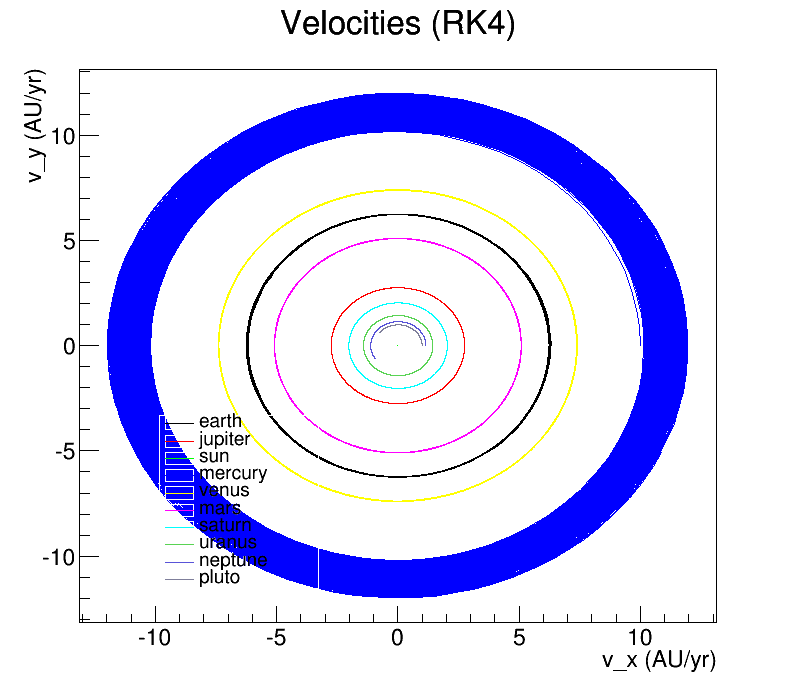 Velocities (RK4)
v_y (AU/yr)
10
5
0
-5
-10
earth
jupiter
sun
mercury
venus
mars
saturn
uranus
neptune
pluto
-10 -5 0 5 10
v_x (AU/yr)